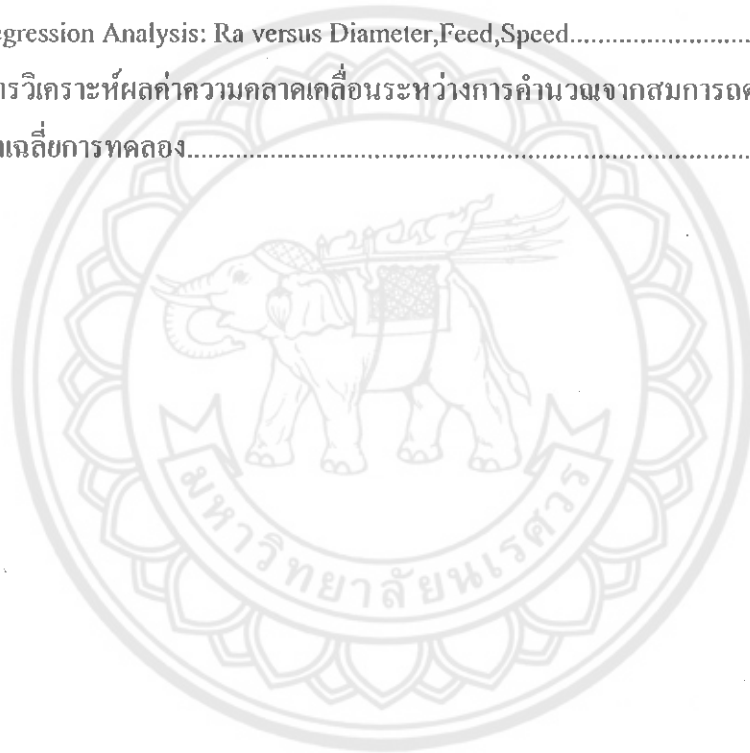 egression Analysis: Ra versus Diameter,Feed,Speed............................
ารวิเคราะห์ผลค่าความคลาดเคลื่อนระหว่างการคำนวณจากสมการถด
เฉลี่ยการทดลอง............................................................................
มหาวิทยาลัยนเรศวร